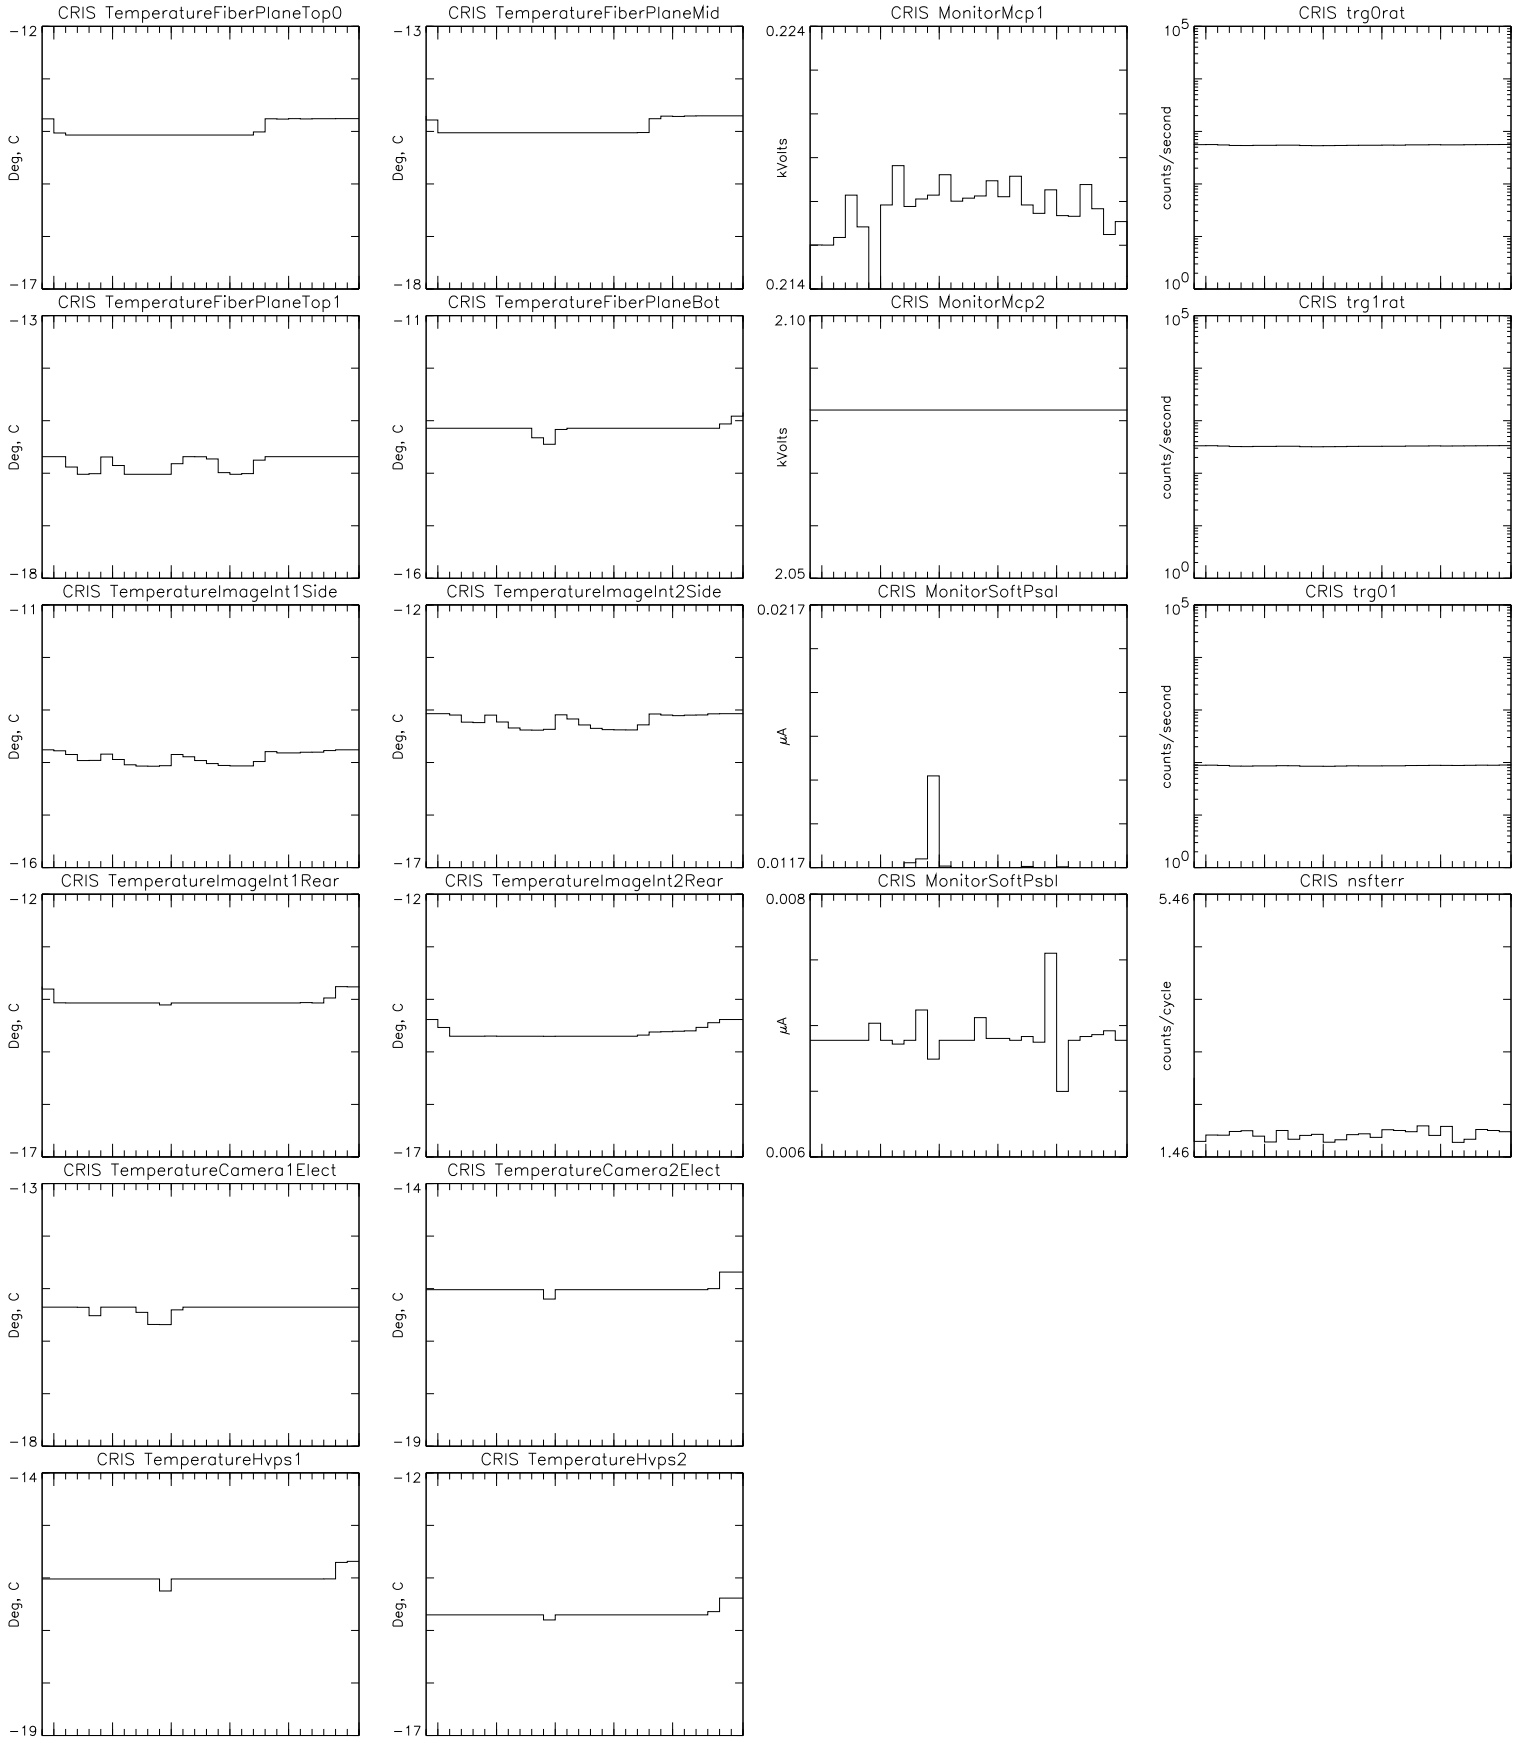 CRIS TemperatureFiberPlaneTop0
-12
Deg, C
-17
CRIS TemperatureFiberPlaneMid
-13
Deg, C
-18
CRIS MonitorMcp1
0.224
kVolts
0.214
CRIS trg0rat
10^5
counts/second
10^0
CRIS TemperatureFiberPlaneTop1
-13
Deg, C
-18
CRIS TemperatureFiberPlaneBot
-11
Deg, C
-16
CRIS MonitorMcp2
2.10
kVolts
2.05
CRIS trg1rat
10^5
counts/second
10^0
CRIS TemperatureImageInt1Side
-11
Deg, C
-16
CRIS TemperatureImageInt2Side
-12
Deg, C
-17
CRIS MonitorSoftPsaI
0.0217
μA
0.0117
CRIS trg01
10^5
counts/second
10^0
CRIS TemperatureImageInt1Rear
-12
Deg, C
-17
CRIS TemperatureImageInt2Rear
-12
Deg, C
-17
CRIS MonitorSoftPsbI
0.008
μA
0.006
CRIS nsfterr
5.46
counts/cycle
1.46
CRIS TemperatureCamera1Elect
-13
Deg, C
-18
CRIS TemperatureCamera2Elect
-14
Deg, C
-19
CRIS TemperatureHvps1
-14
Deg, C
-19
CRIS TemperatureHvps2
-12
Deg, C
-17